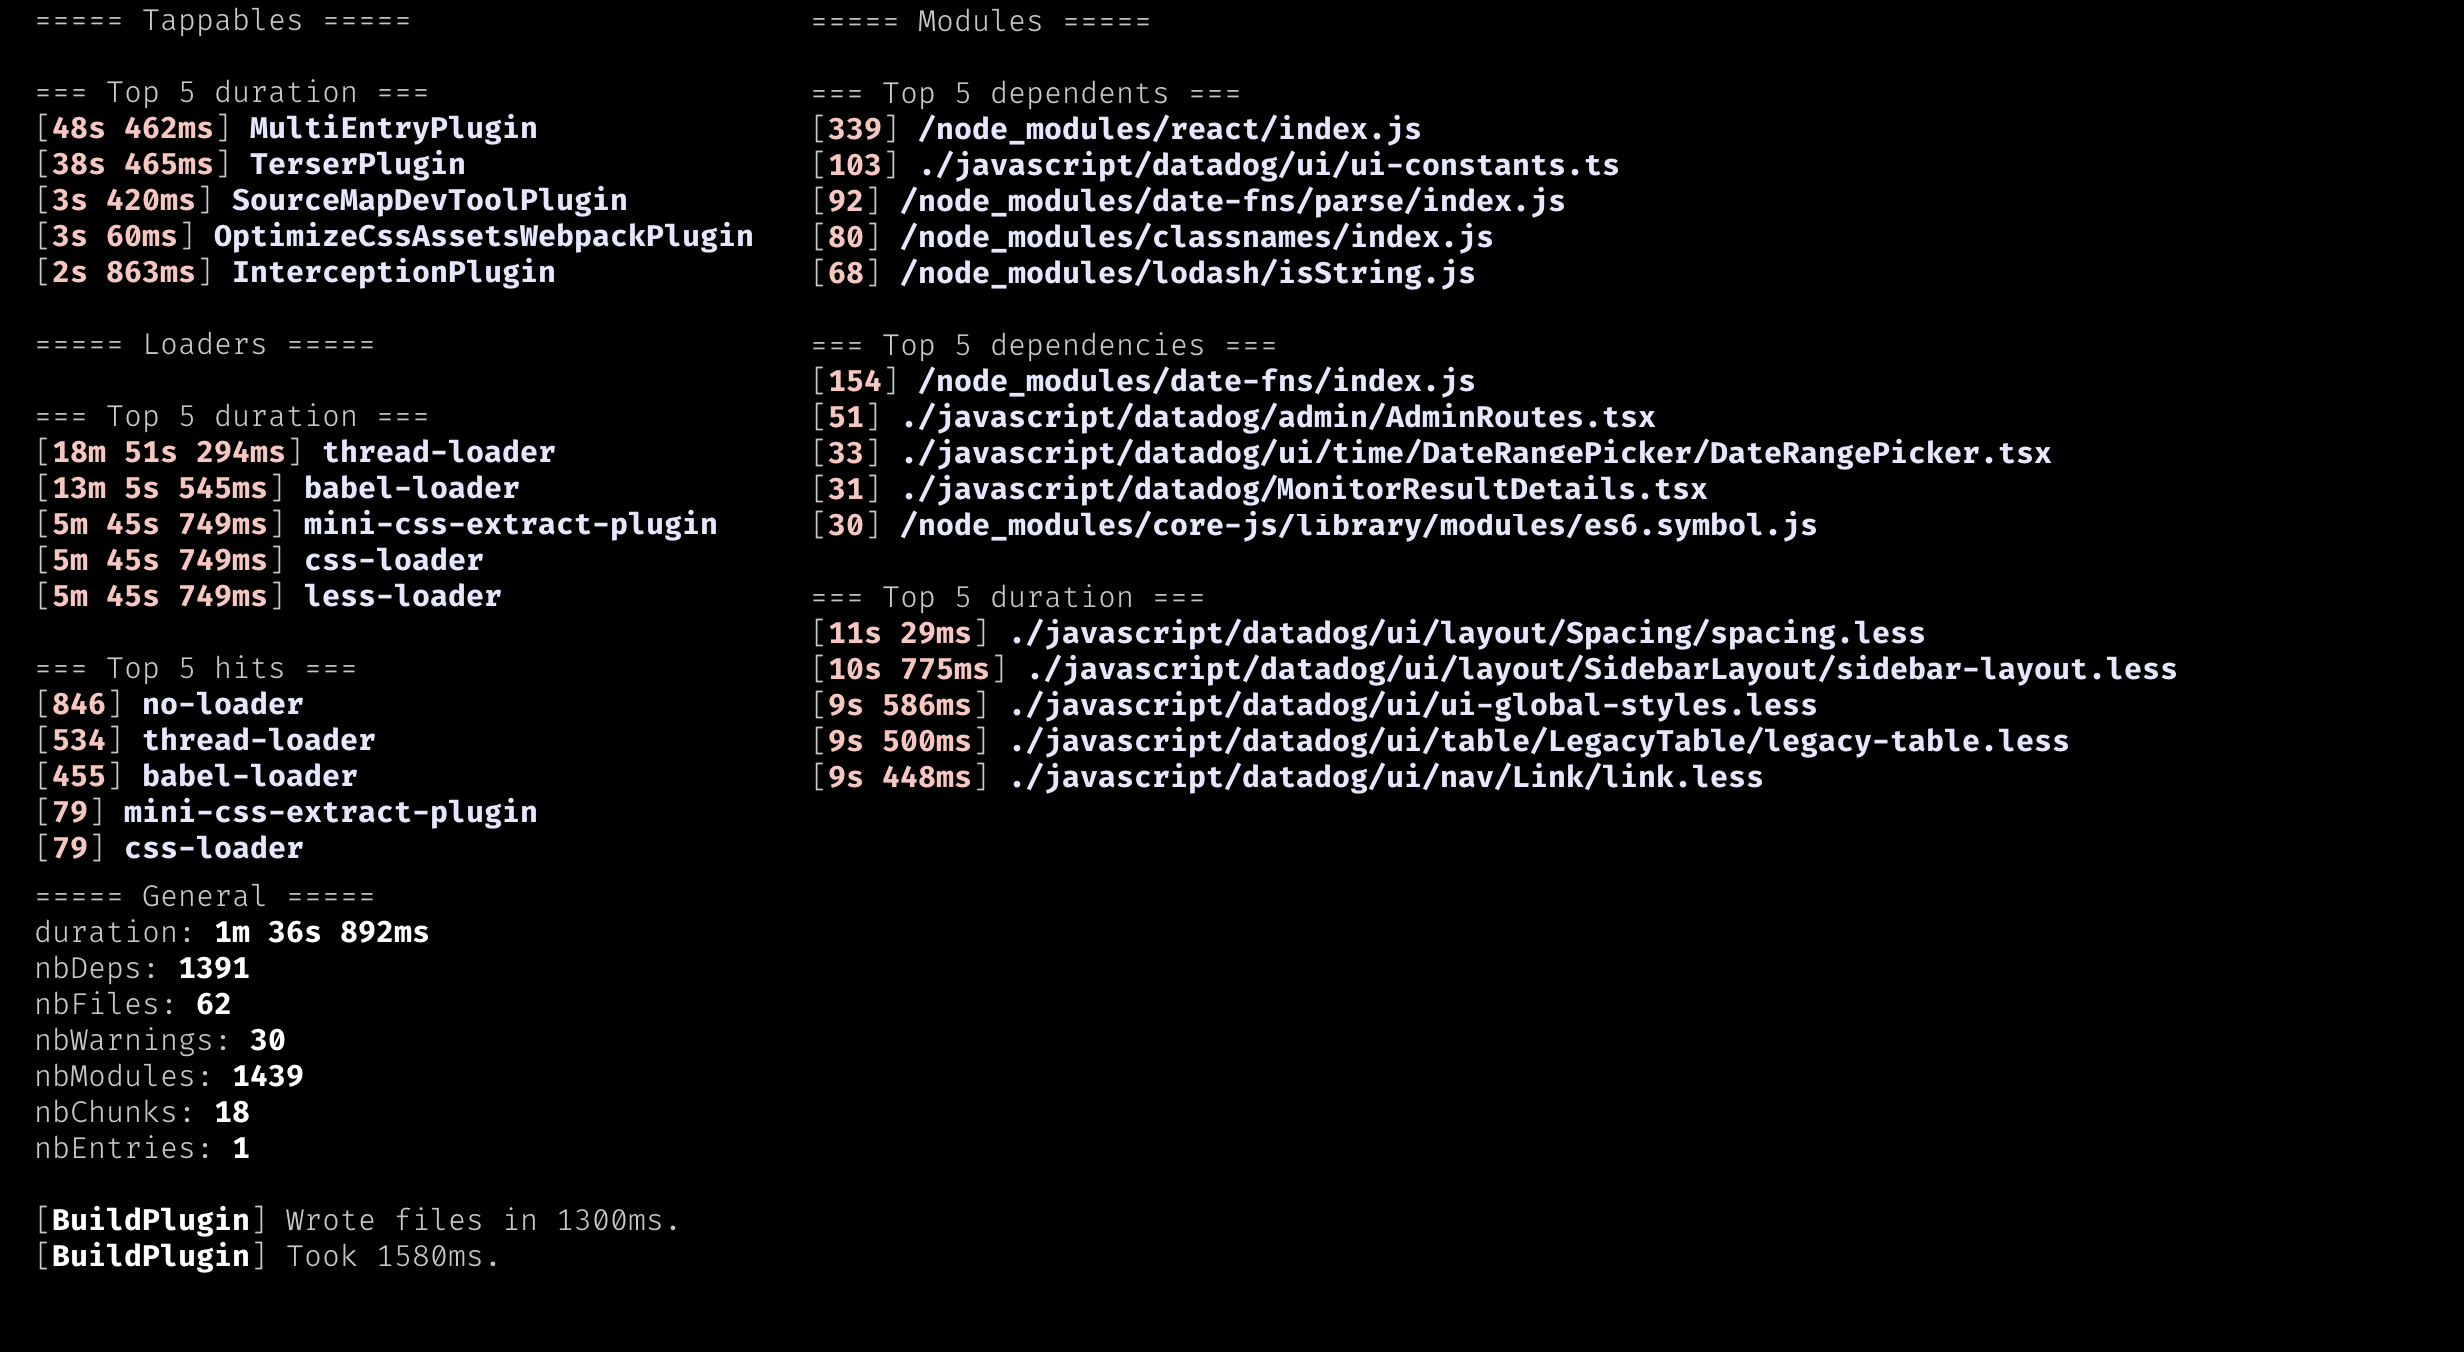 ===== Tappables =====
=== Top 5 duration ===
[48s 462ms] MultiEntryPlugin
[38s 465ms] TerserPlugin
[3s 420ms] SourceMapDevToolPlugin
[3s 60ms] OptimizeCssAssetsWebpackPlugin
[2s 863ms] InterceptionPlugin
===== Loaders =====
=== Top 5 duration ===
[18m 51s 294ms] thread-loader
[13m 5s 545ms] babel-loader
[5m 45s 749ms] mini-css-extract-plugin
[5m 45s 749ms] css-loader
[5m 45s 749ms] less-loader
=== Top 5 hits ===
[846] no-loader
[534] thread-loader
[455] babel-loader
[79] mini-css-extract-plugin
[79] css-loader
===== General =====
duration: 1m 36s 892ms
nbDeps: 1391
nbFiles: 62
nbWarnings: 30
nbModules: 1439
nbChunks: 18
nbEntries: 1
[BuildPlugin] Wrote files in 1300ms.
[BuildPlugin] Took 1580ms.
===== Modules =====
=== Top 5 dependents ===
[339] /node_modules/react/index.js
[103] ./javascript/datadog/ui/ui-constants.ts
[92] /node_modules/date-fns/parse/index.js
[80] /node_modules/classnames/index.js
[68] /node_modules/lodash/isString.js
=== Top 5 dependencies ===
[154] /node_modules/date-fns/index.js
[51] ./javascript/datadog/admin/AdminRoutes.tsx
[33] ./javascript/datadog/ui/time/DateRangePicker/DateRangePicker.tsx
[31] ./javascript/datadog/MonitorResultDetails.tsx
[30] /node_modules/core-js/library/modules/es6.symbol.js
=== Top 5 duration ===
[11s 29ms] ./javascript/datadog/ui/layout/Spacing/spacing.less
[10s 775ms] ./javascript/datadog/ui/layout/SidebarLayout/sidebar-layout.less
[9s 586ms] ./javascript/datadog/ui/ui-global-styles.less
[9s 500ms] ./javascript/datadog/ui/table/LegacyTable/legacy-table.less
[9s 448ms] ./javascript/datadog/ui/nav/Link/link.less